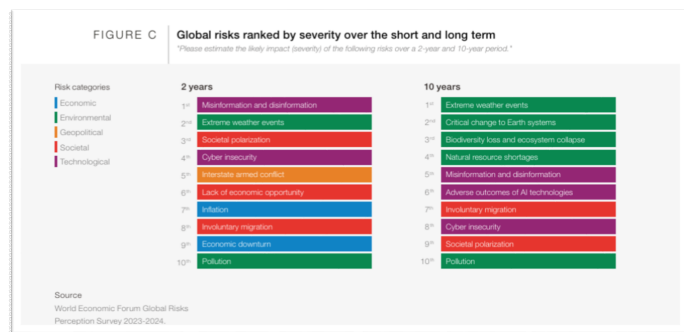 FIGURE C
Global risks ranked by severity over the short and long term
"Please estimate the likely impact (severity) of the following risks over a 2-year and 10-year period."
Risk categories
Economic
Environmental
Geopolitical
Societal
Technological
2 years
1st Misinformation and disinformation
2nd Extreme weather events
3rd Societal polarization
4th Cyber insecurity
5th Interstate armed conflict
6th Lack of economic opportunity
7th Inflation
8th Involuntary migration
9th Economic downturn
10th Pollution
10 years
1st Extreme weather events
2nd Critical change to Earth systems
3rd Biodiversity loss and ecosystem collapse
4th Natural resource shortages
5th Misinformation and disinformation
6th Adverse outcomes of AI technologies
7th Involuntary migration
8th Cyber insecurity
9th Societal polarization
10th Pollution
Source
World Economic Forum Global Risks
Perception Survey 2023-2024.